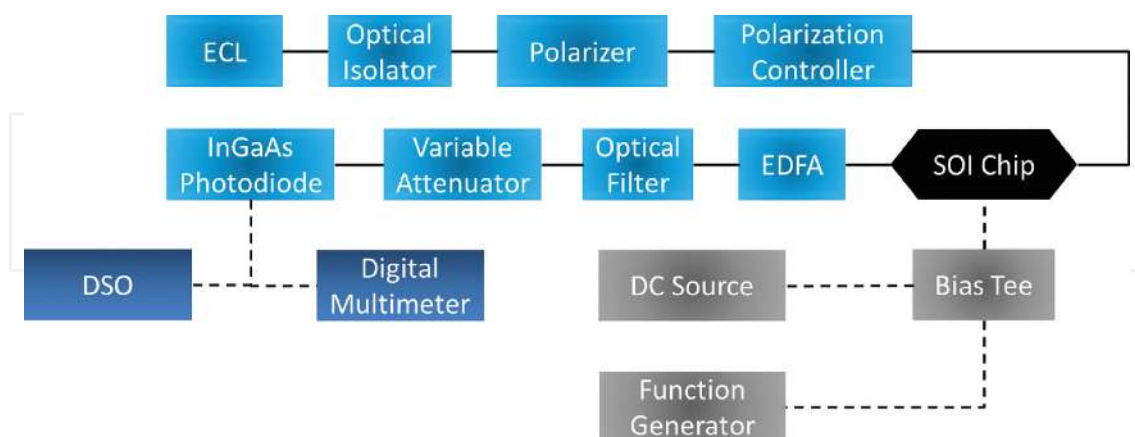 ECL
Optical
Isolator
Polarizer
Polarization
Controller
InGaAs
Photodiode
Variable
Attenuator
Optical
Filter
EDFA
SOI Chip
DSO
Digital
Multimeter
DC Source
Bias Tee
Function
Generator